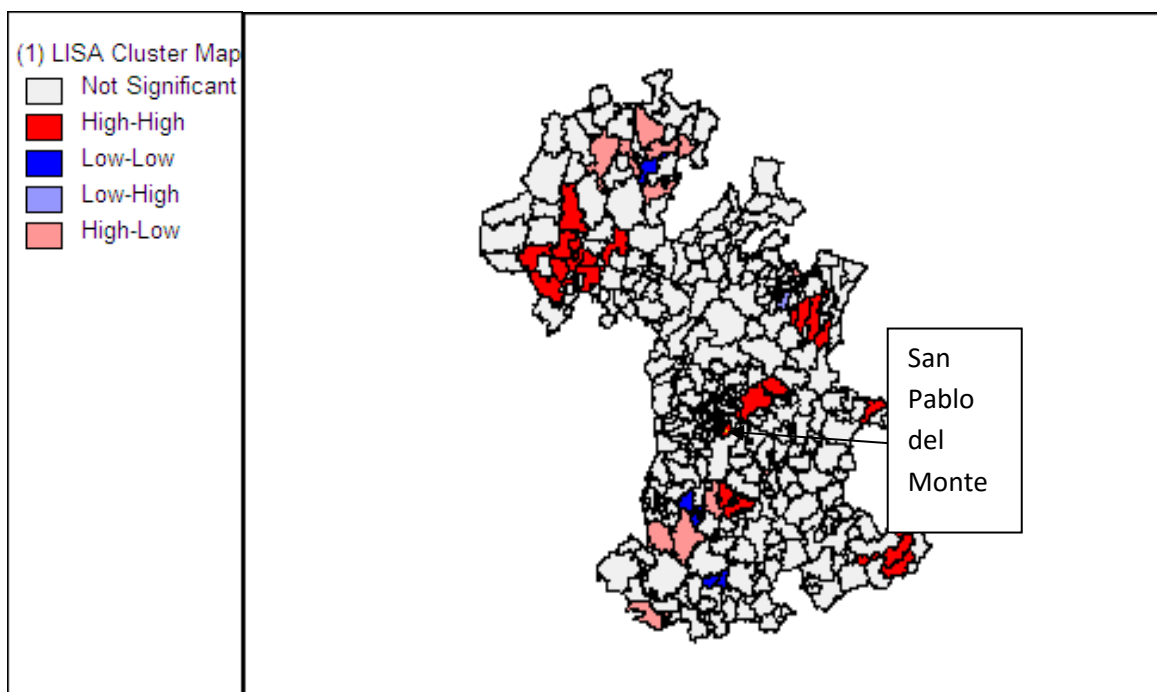 (1) LISA Cluster Map
Not Significant
High-High
Low-Low
Low-High
High-Low
San
Pablo
del
Monte